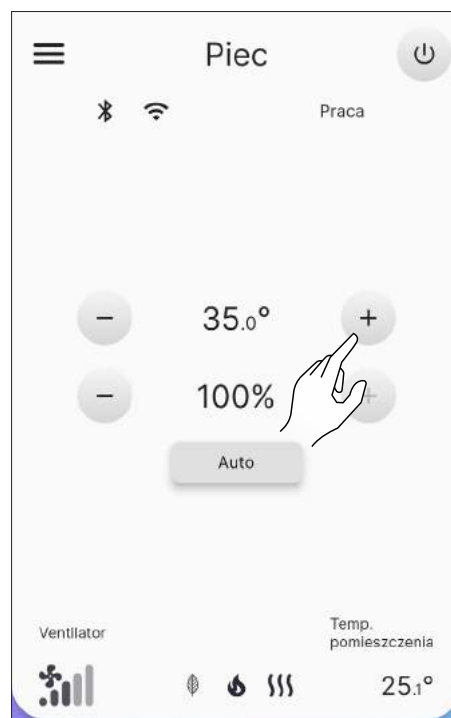 Piec
Praca
− 35.0° +
− 100% +
Auto
Ventilator
Temp.
pomieszczenia
25.1°